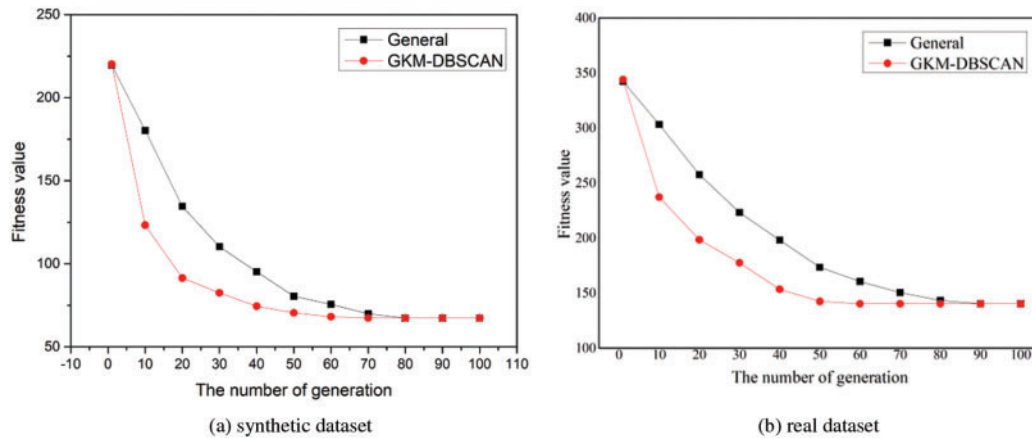 250
200
150
100
50
Fitness value
General
GKM-DBSCAN
-10 0 10 20 30 40 50 60 70 80 90 100 110
The number of generation
(a) synthetic dataset
400
350
300
250
200
150
100
Fitness value
General
GKM-DBSCAN
0 10 20 30 40 50 60 70 80 90 100
The number of generation
(b) real dataset